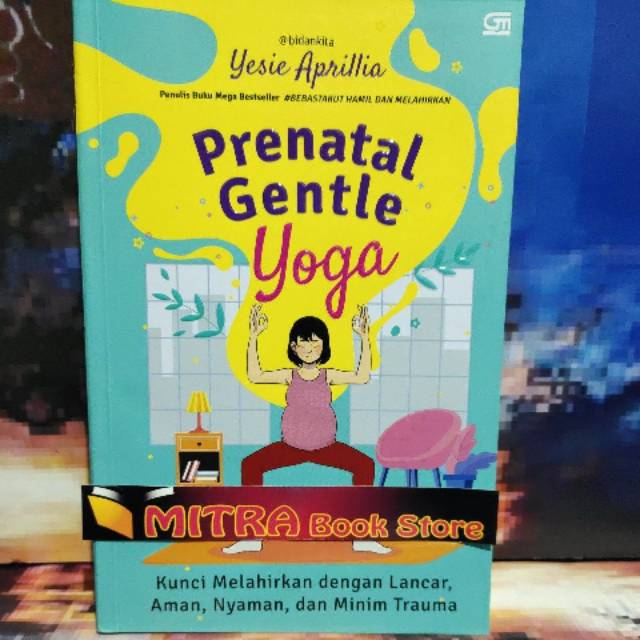 @bidankita
Yesie Aprillia
Penulis Buku Mega Bestseller #BEBASTAKUT HAMIL DAN MELAHIRKAN
Prenatal
Gentle
Yoga
MITRA Book Store
Kunci Melahirkan dengan Lancar,
Aman, Nyaman, dan Minim Trauma